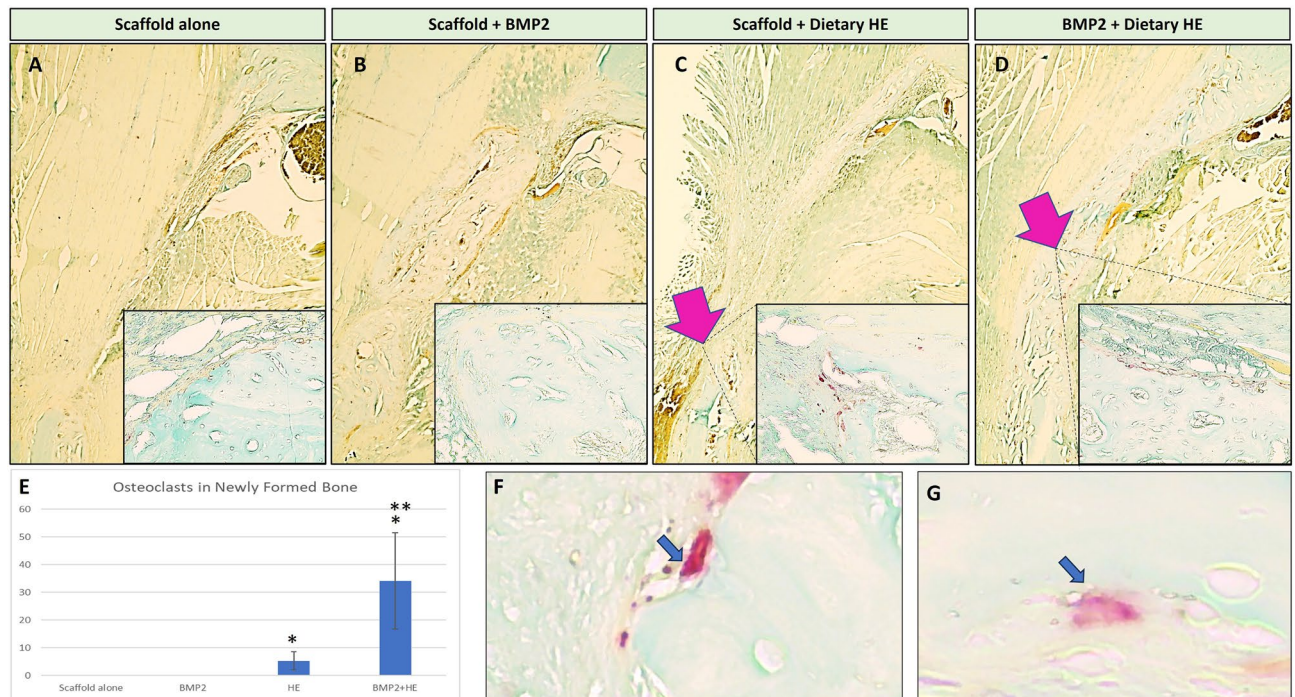 Scaffold alone
Scaffold + BMP2
Scaffold + Dietary HE
BMP2 + Dietary HE
A
B
C
D
E
Osteoclasts in Newly Formed Bone
60
50
40
30
20
10
0
*
**
*
Scaffold alone
BMP2
HE
BMP2+HE
F
G